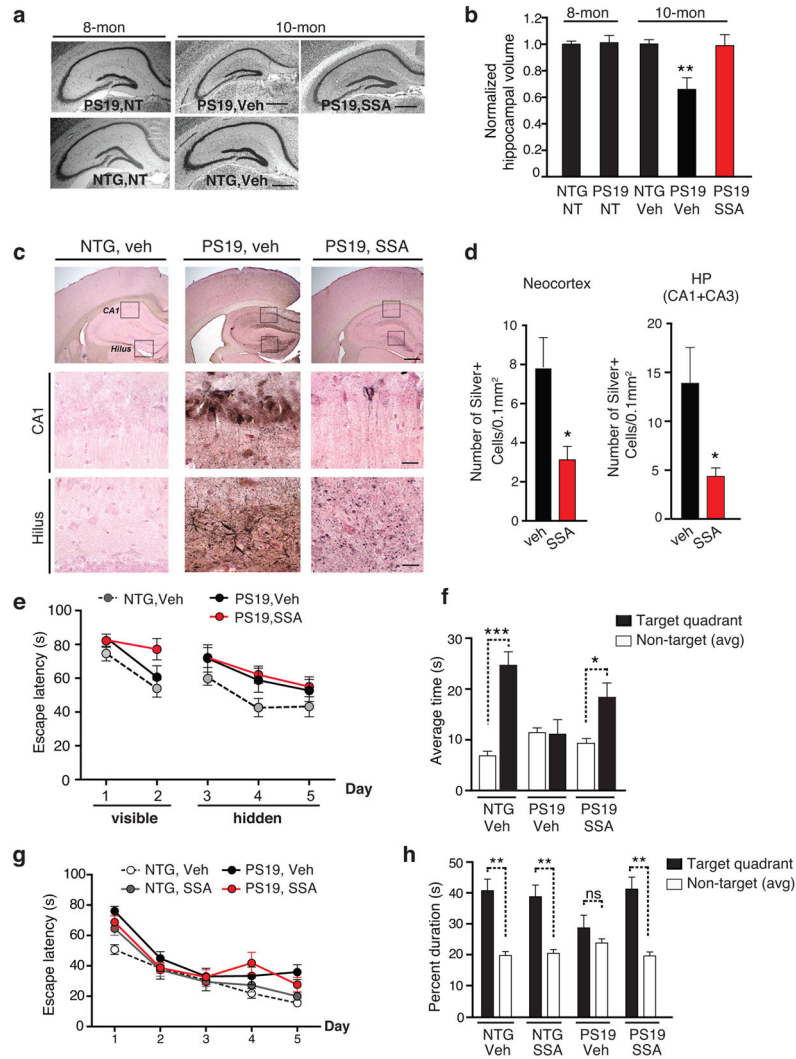 a
8-mon
10-mon
PS19,NT
PS19,Veh
PS19,SSA
NTG,NT
NTG,Veh
b
8-mon
10-mon
Normalized
hippocampal volume
1.2
1.0
0.8
0.6
0.4
0.2
0
**
NTG
NT
PS19
NT
NTG
Veh
PS19
Veh
PS19
SSA
c
NTG, veh
PS19, veh
PS19, SSA
CA1
Hilus
CA1
Hilus
d
Neocortex
Number of Silver+
Cells/0.1mm2
10
8
6
4
2
0
*
veh
SSA
HP
(CA1+CA3)
Number of Silver+
Cells/0.1mm2
20
15
10
5
0
*
veh
SSA
e
NTG,Veh
PS19,Veh
PS19,SSA
Escape latency (s)
100
80
60
40
20
0
1
2
3
4
5
Day
visible
hidden
f
Target quadrant
Non-target (avg)
Average time (s)
30
20
10
0
***
*
NTG
Veh
PS19
Veh
PS19
SSA
g
NTG, Veh
PS19, Veh
NTG, SSA
PS19, SSA
Escape latency (s)
100
80
60
40
20
0
1
2
3
4
5
Day
h
Target quadrant
Non-target (avg)
Percent duration (s)
50
40
30
20
10
0
**
**
ns
**
NTG
Veh
NTG
SSA
PS19
Veh
PS19
SSA